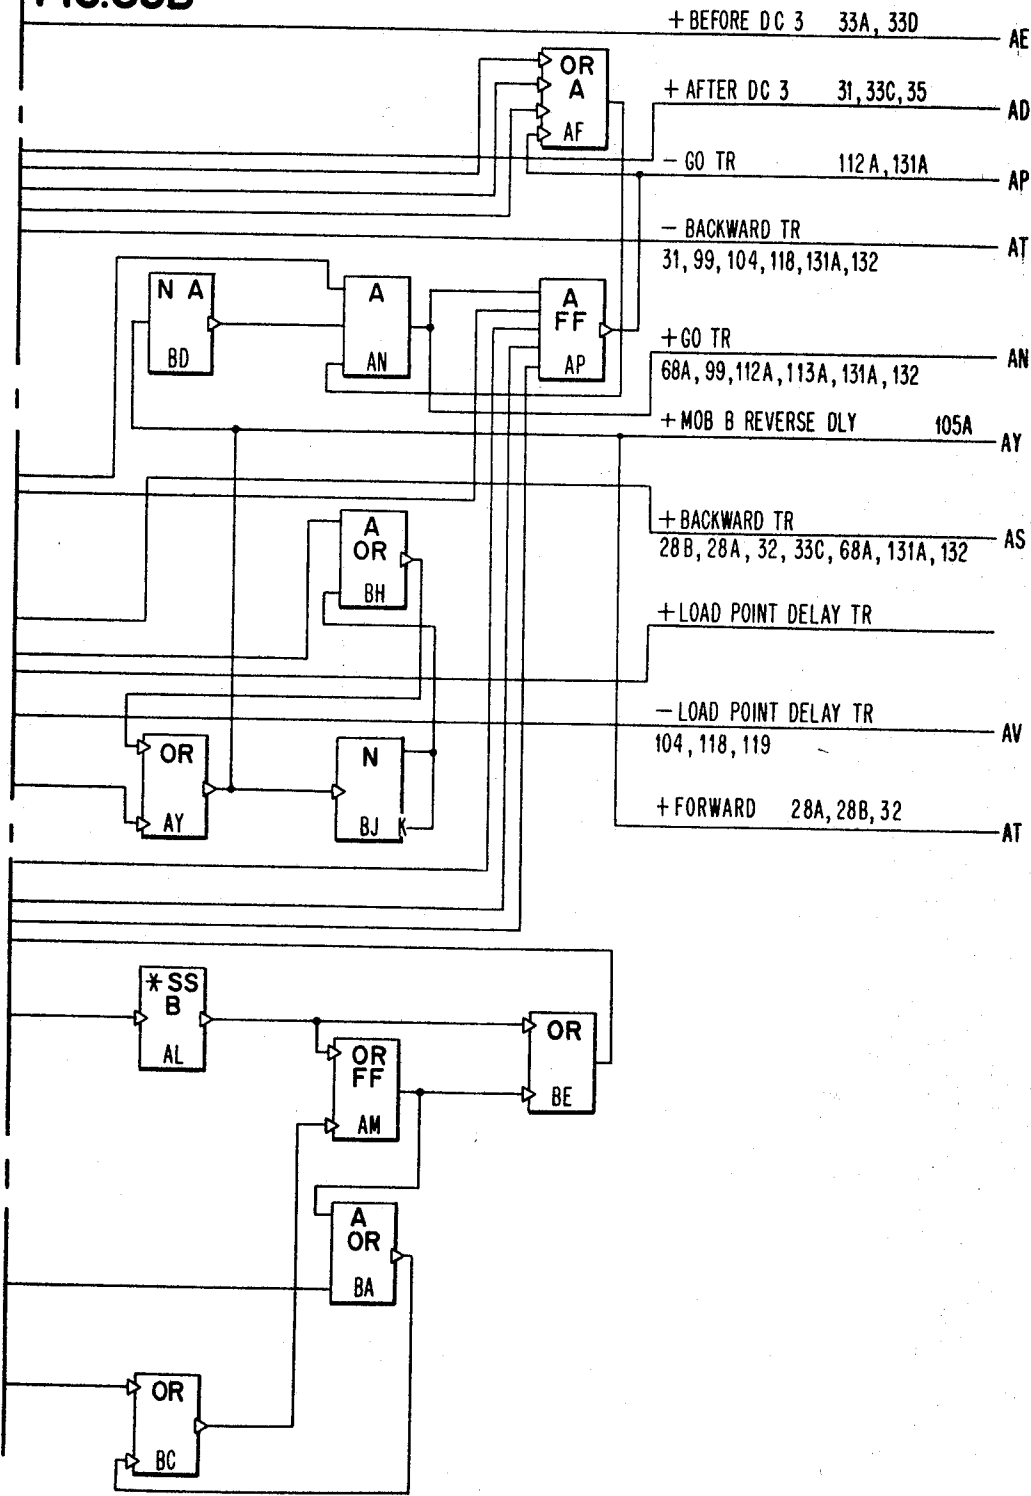 + BEFORE DC 3 33A, 33D AE
OR
A
AF
+ AFTER DC 3 31, 33C, 35 AD
- GO TR 112A, 131A AP
- BACKWARD TR AT
31, 99, 104, 118, 131A, 132
N A
BD
A
AN
A
FF
AP
+ GO TR AN
68A, 99, 112A, 113A, 131A, 132
+ MOB B REVERSE DLY 105A AY
A
OR
BH
+ BACKWARD TR AS
28B, 28A, 32, 33C, 68A, 131A, 132
+ LOAD POINT DELAY TR
- LOAD POINT DELAY TR AV
104, 118, 119
OR
AY
N
BJ K
+ FORWARD 28A, 28B, 32 AT
*SS
B
AL
OR
FF
AM
OR
BE
A
OR
BA
OR
BC